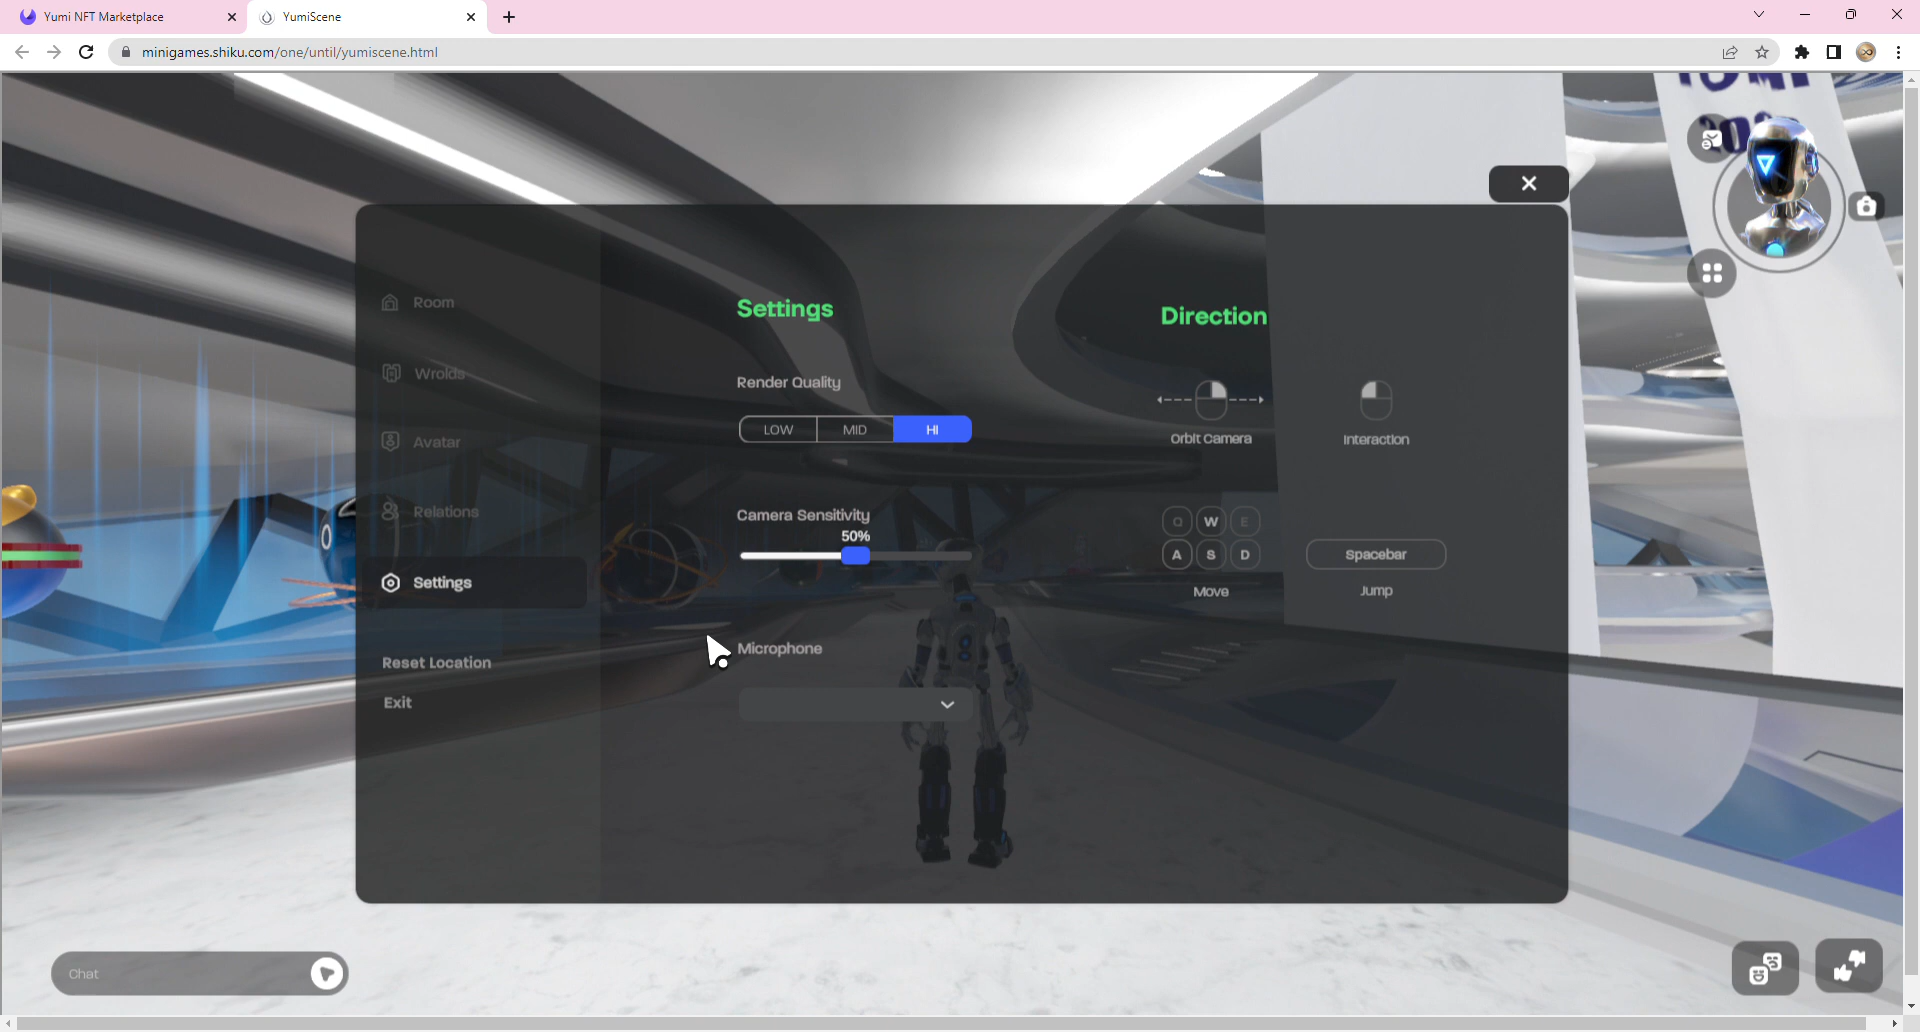 Yumi NFT Marketplace
YumiScene
minigames.shiku.com/one/until/yumiscene.html
Room
Wrolds
Avatar
Relations
Settings
Reset Location
Exit
Settings
Render Quality
LOW MID HI
Camera Sensitivity
50%
Microphone
Direction
Orbit Camera
Interaction
Q W E
A S D
Move
Spacebar
Jump
Chat